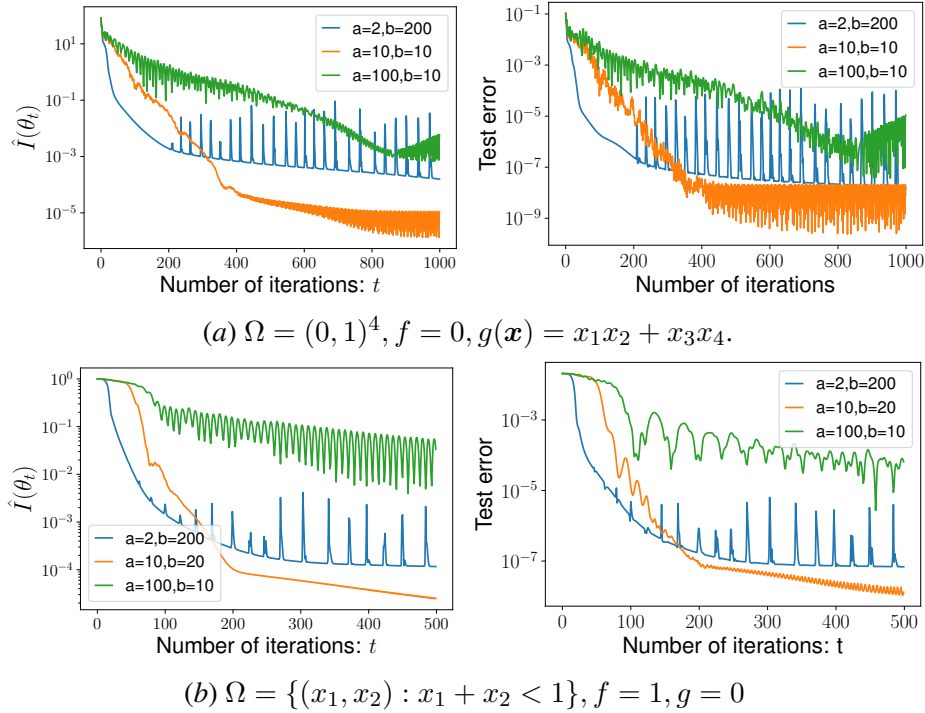 a=2,b=200
a=10,b=10
a=100,b=10
10^1
10^{-1}
10^{-3}
10^{-5}
Î(θ_t)
0 200 400 600 800 1000
Number of iterations: t
a=2,b=200
a=10,b=10
a=100,b=10
10^{-1}
10^{-3}
10^{-5}
10^{-7}
10^{-9}
Test error
0 200 400 600 800 1000
Number of iterations
(a) Ω = (0, 1)^4, f = 0, g(x) = x_1x_2 + x_3x_4.
10^0
10^{-1}
10^{-2}
10^{-3}
10^{-4}
Î(θ_t)
a=2,b=200
a=10,b=20
a=100,b=10
0 100 200 300 400 500
Number of iterations: t
a=2,b=200
a=10,b=20
a=100,b=10
10^{-3}
10^{-5}
10^{-7}
Test error
0 100 200 300 400 500
Number of iterations: t
(b) Ω = {(x_1, x_2) : x_1 + x_2 < 1}, f = 1, g = 0